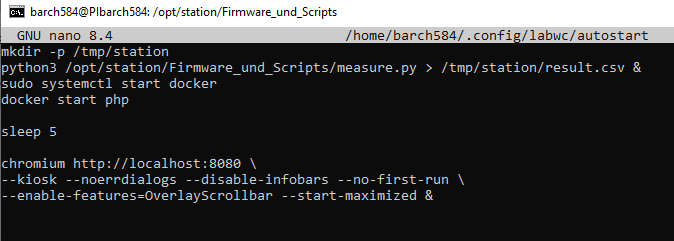 barch584@PIbarch584: /opt/station/Firmware_und_Scripts
GNU nano 8.4 /home/barch584/.config/labwc/autostart
mkdir -p /tmp/station
python3 /opt/station/Firmware_und_Scripts/measure.py > /tmp/station/result.csv &
sudo systemctl start docker
docker start php
sleep 5
chromium http://localhost:8080 \
--kiosk --noerrdialogs --disable-infobars --no-first-run \
--enable-features=OverlayScrollbar --start-maximized &